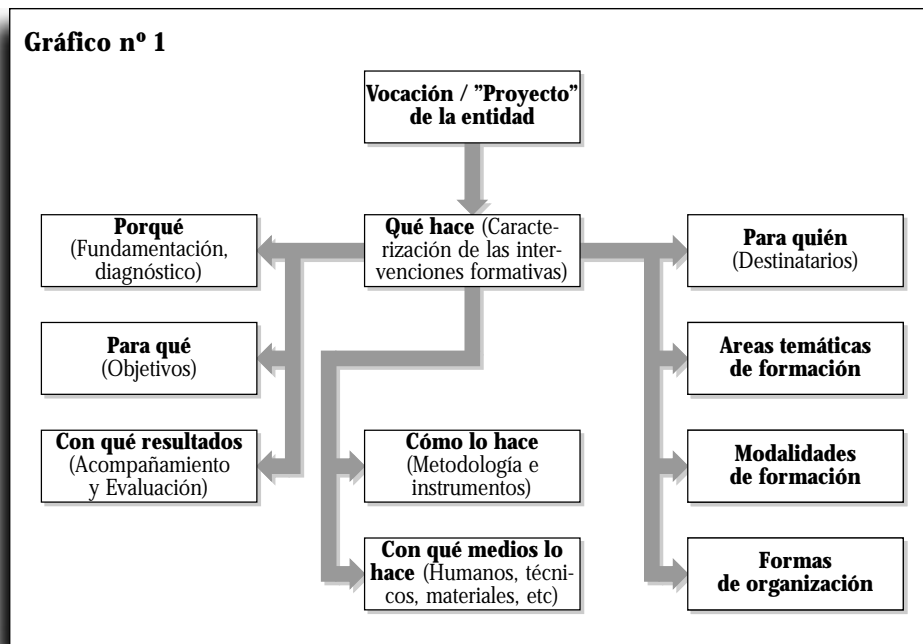 Gráfico nº 1
Vocación / "Proyecto"
de la entidad
Porqué
(Fundamentación,
diagnóstico)
Qué hace (Caracte-
rización de las inter-
venciones formativas)
Para quién
(Destinatarios)
Para qué
(Objetivos)
Areas temáticas
de formación
Con qué resultados
(Acompañamiento
y Evaluación)
Cómo lo hace
(Metodología e
instrumentos)
Modalidades
de formación
Con qué medios lo
hace (Humanos, técni-
cos, materiales, etc)
Formas
de organización